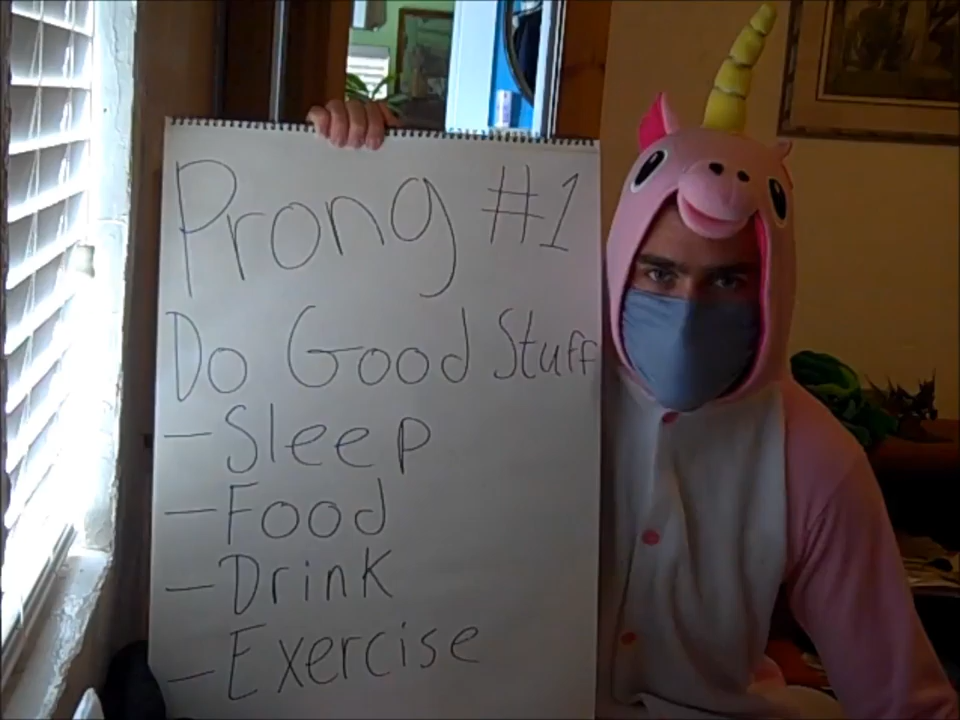 Prong #1
Do Good Stuff
- Sleep
- Food
- Drink
- Exercise